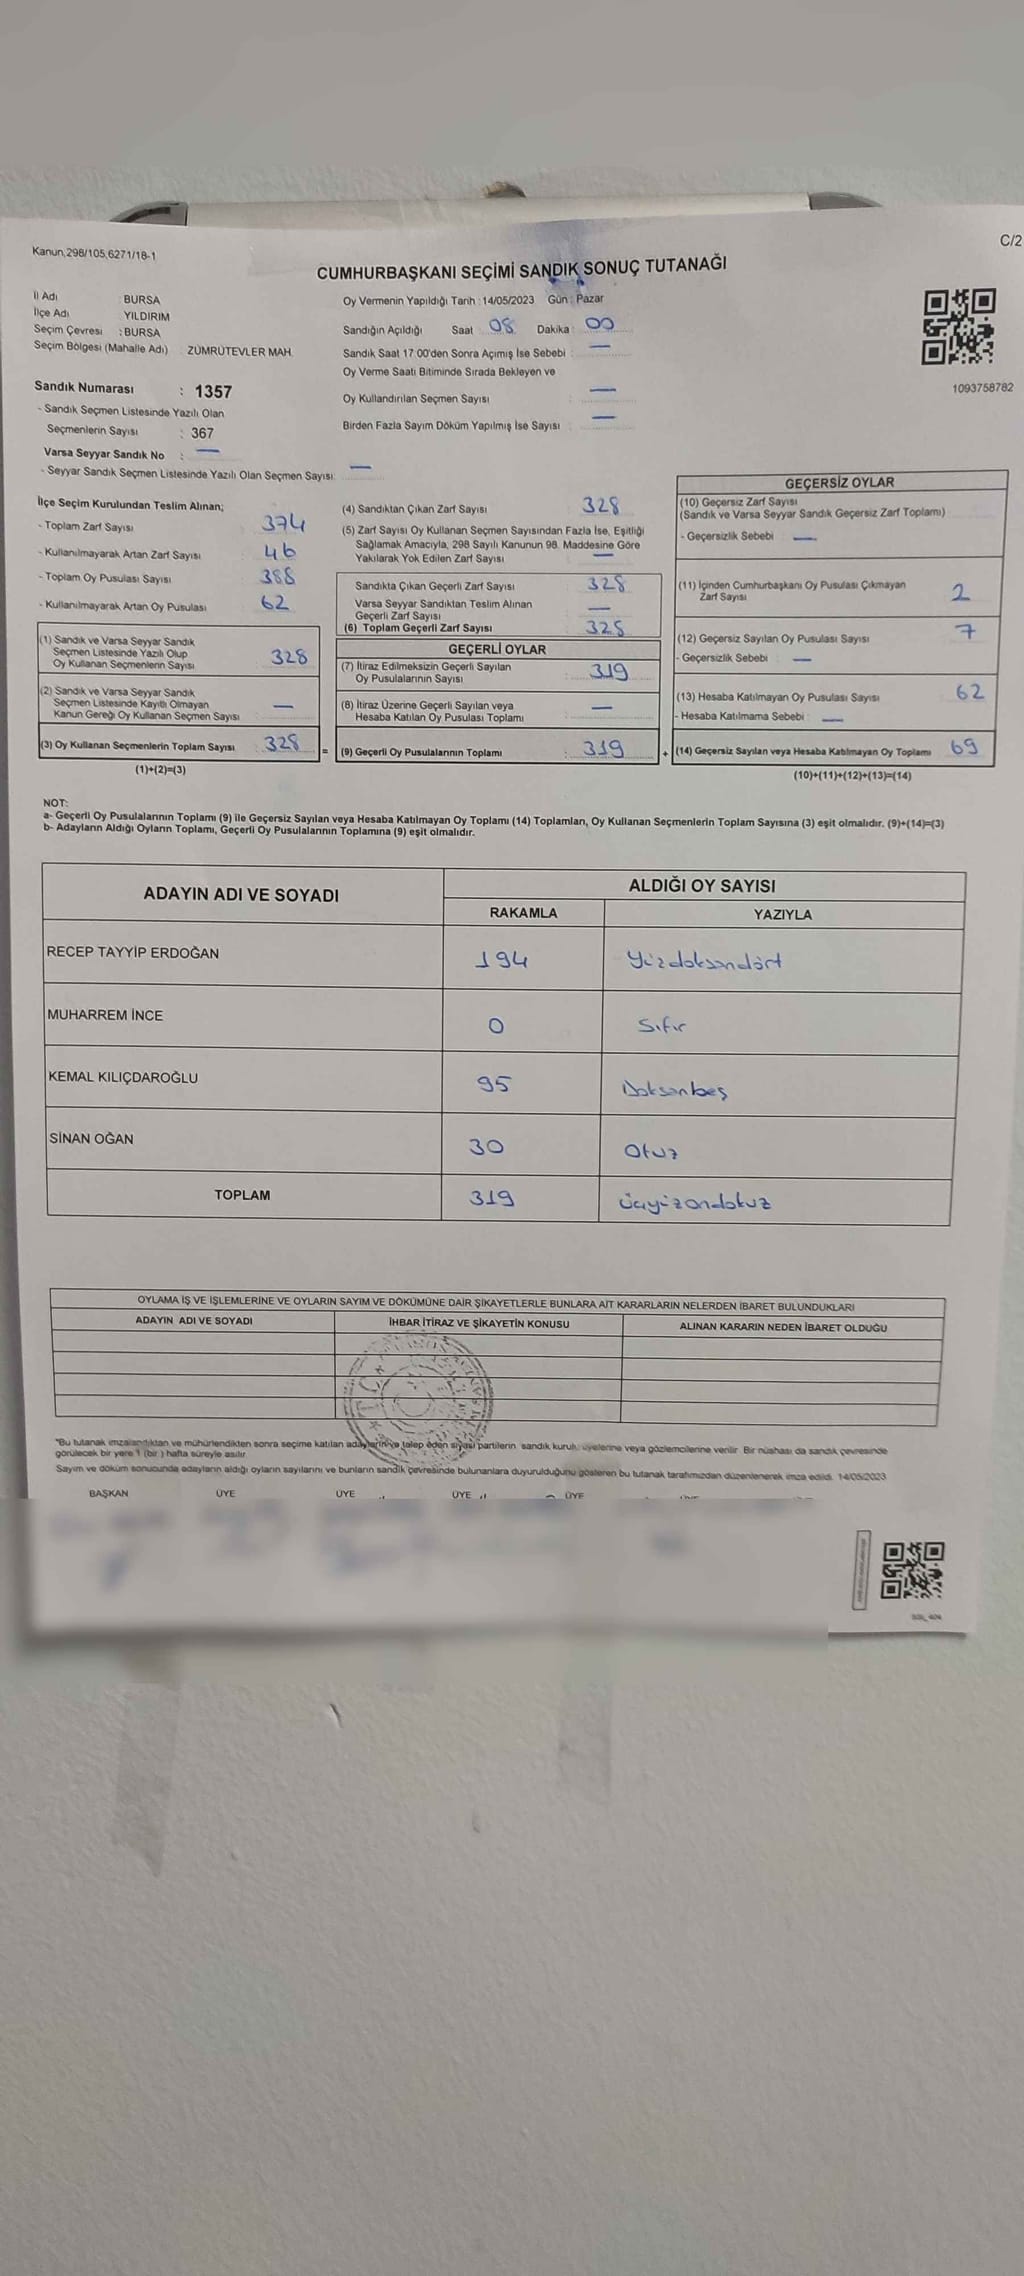 Kanun,298/105,6271/18-1
C/2
CUMHURBAŞKANI SEÇİMİ SANDIK SONUÇ TUTANAĞI
İl Adı : BURSA
İlçe Adı : YILDIRIM
Seçim Çevresi : BURSA
Seçim Bölgesi (Mahalle Adı) : ZÜMRÜTEVLER MAH.
Oy Vermenin Yapıldığı Tarih : 14/05/2023 Gün : Pazar
Sandığın Açıldığı Saat : 08 Dakika : 00
Sandık Saat 17:00'den Sonra Açımış İse Sebebi : —
Oy Verme Saati Bitiminde Sırada Bekleyen ve
Oy Kullandırılan Seçmen Sayısı : —
Birden Fazla Sayım Döküm Yapılmış İse Sayısı : —
1093758782
Sandık Numarası : 1357
- Sandık Seçmen Listesinde Yazılı Olan
Seçmenlerin Sayısı : 367
Varsa Seyyar Sandık No : —
- Seyyar Sandık Seçmen Listesinde Yazılı Olan Seçmen Sayısı : —
İlçe Seçim Kurulundan Teslim Alınan;
- Toplam Zarf Sayısı 374
- Kullanılmayarak Artan Zarf Sayısı 46
- Toplam Oy Pusulası Sayısı 388
- Kullanılmayarak Artan Oy Pusulası 62
(1) Sandık ve Varsa Seyyar Sandık
Seçmen Listesinde Yazılı Olup
Oy Kullanan Seçmenlerin Sayısı 328
(2) Sandık ve Varsa Seyyar Sandık
Seçmen Listesinde Kayıtlı Olmayan
Kanun Gereği Oy Kullanan Seçmen Sayısı —
(3) Oy Kullanan Seçmenlerin Toplam Sayısı 328
(1)+(2)=(3)
(4) Sandıktan Çıkan Zarf Sayısı 328
(5) Zarf Sayısı Oy Kullanan Seçmen Sayısından Fazla İse, Eşitliği
Sağlamak Amacıyla, 298 Sayılı Kanunun 98. Maddesine Göre
Yakılarak Yok Edilen Zarf Sayısı —
Sandıkta Çıkan Geçerli Zarf Sayısı 328
Varsa Seyyar Sandıktan Teslim Alınan
Geçerli Zarf Sayısı —
(6) Toplam Geçerli Zarf Sayısı 328
GEÇERLİ OYLAR
(7) İtiraz Edilmeksizin Geçerli Sayılan
Oy Pusulalarının Sayısı : 319
(8) İtiraz Üzerine Geçerli Sayılan veya
Hesaba Katılan Oy Pusulası Toplamı : —
= (9) Geçerli Oy Pusulalarının Toplamı : 319
GEÇERSİZ OYLAR
(10) Geçersiz Zarf Sayısı
(Sandık ve Varsa Seyyar Sandık Geçersiz Zarf Toplamı)
- Geçersizlik Sebebi : —
(11) İçinden Cumhurbaşkanı Oy Pusulası Çıkmayan
Zarf Sayısı 2
(12) Geçersiz Sayılan Oy Pusulası Sayısı 7
- Geçersizlik Sebebi : —
(13) Hesaba Katılmayan Oy Pusulası Sayısı 62
- Hesaba Katılmama Sebebi : —
+ (14) Geçersiz Sayılan veya Hesaba Katılmayan Oy Toplamı 69
(10)+(11)+(12)+(13)=(14)
NOT:
a- Geçerli Oy Pusulalarının Toplamı (9) ile Geçersiz Sayılan veya Hesaba Katılmayan Oy Toplamı (14) Toplamları, Oy Kullanan Seçmenlerin Toplam Sayısına (3) eşit olmalıdır. (9)+(14)=(3)
b- Adayların Aldığı Oyların Toplamı, Geçerli Oy Pusulalarının Toplamına (9) eşit olmalıdır.
ADAYIN ADI VE SOYADI
ALDIĞI OY SAYISI
RAKAMLA YAZIYLA
RECEP TAYYİP ERDOĞAN 194 Yüzdoksandört
MUHARREM İNCE 0 Sıfır
KEMAL KILIÇDAROĞLU 95 Doksanbeş
SİNAN OĞAN 30 Otuz
TOPLAM 319 üçyüzondokuz
OYLAMA İŞ VE İŞLEMLERİNE VE OYLARIN SAYIM VE DÖKÜMÜNE DAİR ŞİKAYETLERLE BUNLARA AİT KARARLARIN NELERDEN İBARET BULUNDUKLARI
ADAYIN ADI VE SOYADI İHBAR İTİRAZ VE ŞİKAYETİN KONUSU ALINAN KARARIN NEDEN İBARET OLDUĞU
*Bu tutanak imzalandıktan ve mühürlendikten sonra seçime katılan adayların ve talep eden siyasi partilerin sandık kurulu üyelerine veya gözlemcilerine verilir. Bir nüshası da sandık çevresinde
görülecek bir yere 1 (bir ) hafta süreyle asılır.
Sayım ve döküm sonucunda adayların aldığı oyların sayılarını ve bunların sandık çevresinde bulunanlara duyurulduğunu gösteren bu tutanak tarafımızdan düzenlenerek imza edildi. 14/05/2023
BAŞKAN ÜYE ÜYE ÜYE ÜYE